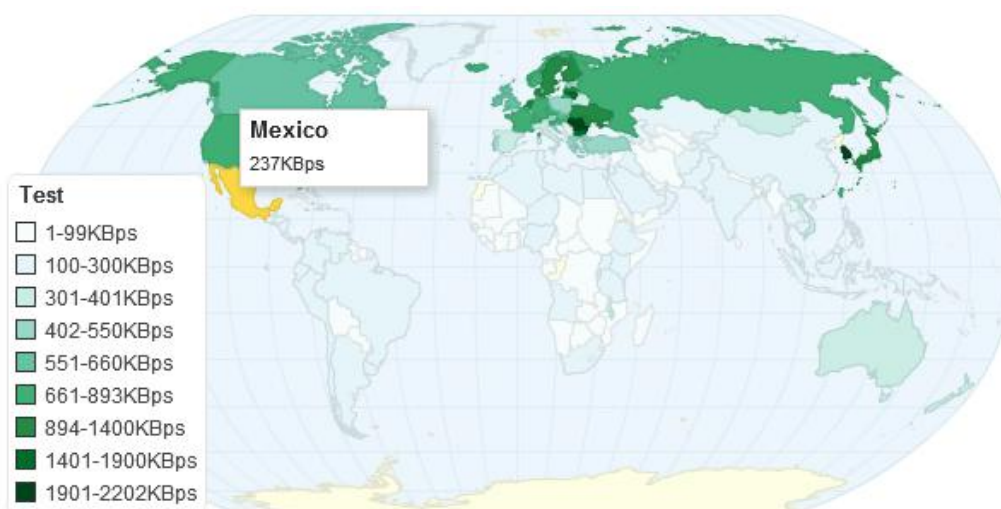 Mexico
237KBps
Test
1-99KBps
100-300KBps
301-401KBps
402-550KBps
551-660KBps
661-893KBps
894-1400KBps
1401-1900KBps
1901-2202KBps